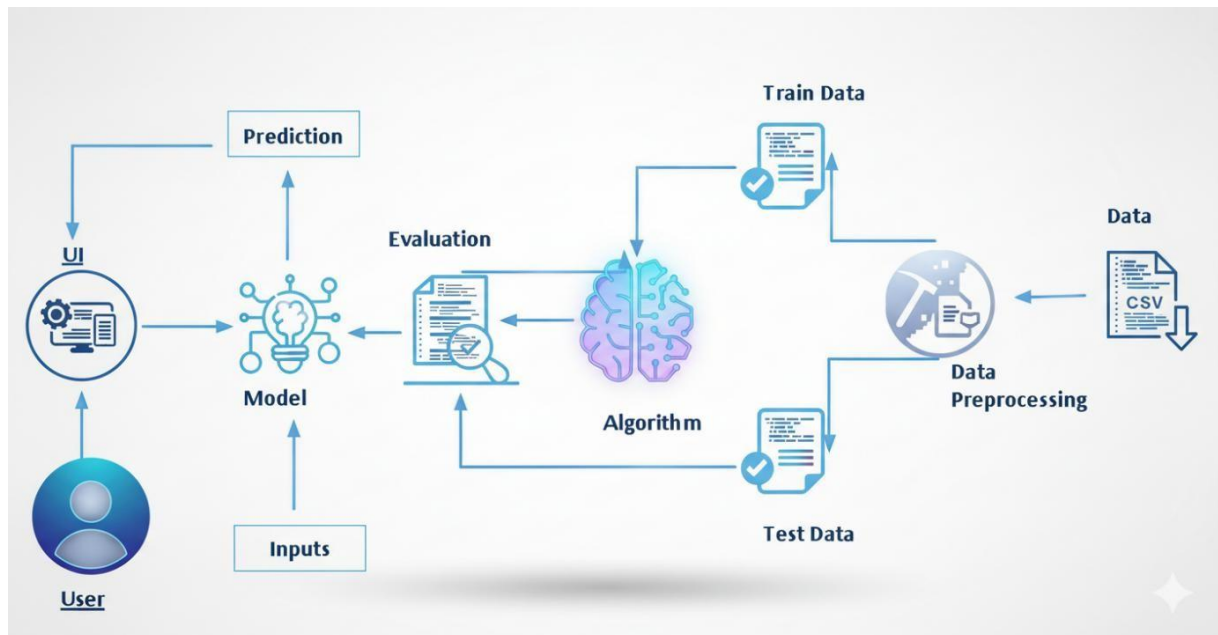 Train Data
Prediction
Data
Evaluation
UI
CSV
Data
Preprocessing
Model
Algorithm
Test Data
Inputs
User